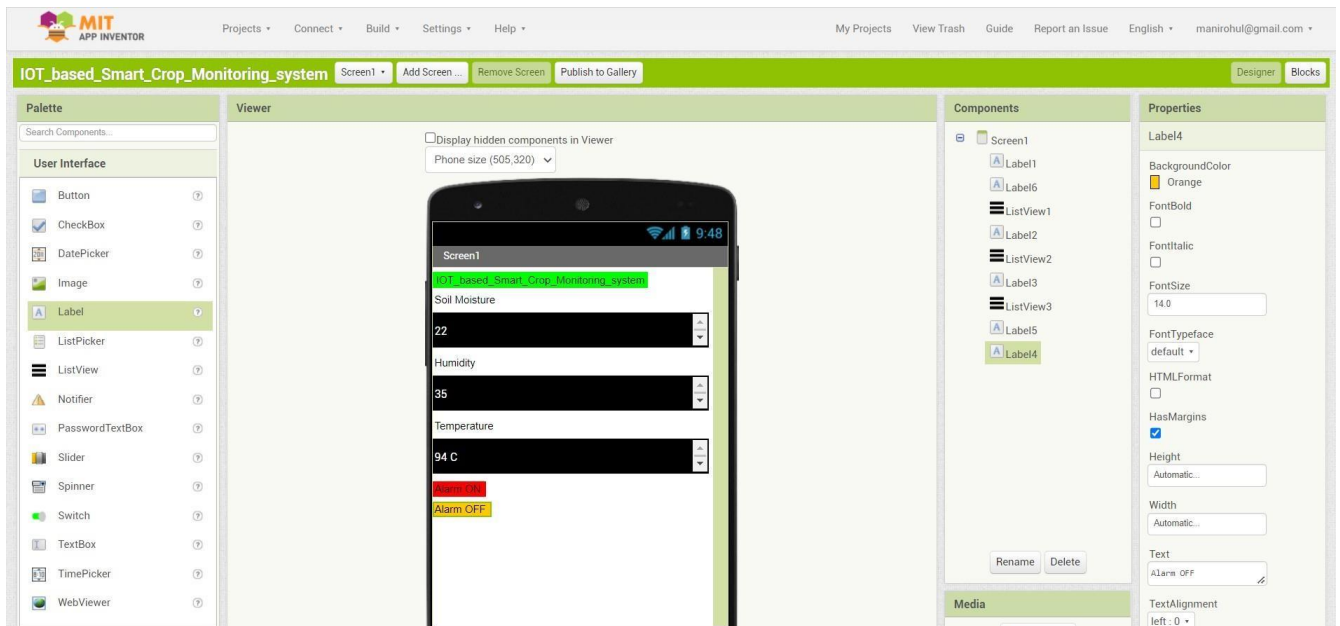 MIT
APP INVENTOR
Projects Connect Build Settings Help My Projects View Trash Guide Report an Issue English manirohul@gmail.com
IOT_based_Smart_Crop_Monitoring_system Screen1 Add Screen ... Remove Screen Publish to Gallery Designer Blocks
Palette
Search Components...
User Interface
Button
CheckBox
DatePicker
Image
Label
ListPicker
ListView
Notifier
PasswordTextBox
Slider
Spinner
Switch
TextBox
TimePicker
WebViewer
Viewer
Display hidden components in Viewer
Phone size (505,320)
9:48
Screen1
IOT_based_Smart_Crop_Monitoring_system
Soil Moisture
22
Humidity
35
Temperature
94 C
Alarm ON
Alarm OFF
Components
Screen1
Label1
Label6
ListView1
Label2
ListView2
Label3
ListView3
Label5
Label4
Rename Delete
Media
Properties
Label4
BackgroundColor
Orange
FontBold
FontItalic
FontSize
14.0
FontTypeface
default
HTMLFormat
HasMargins
Height
Automatic...
Width
Automatic...
Text
Alarm OFF
TextAlignment
left : 0